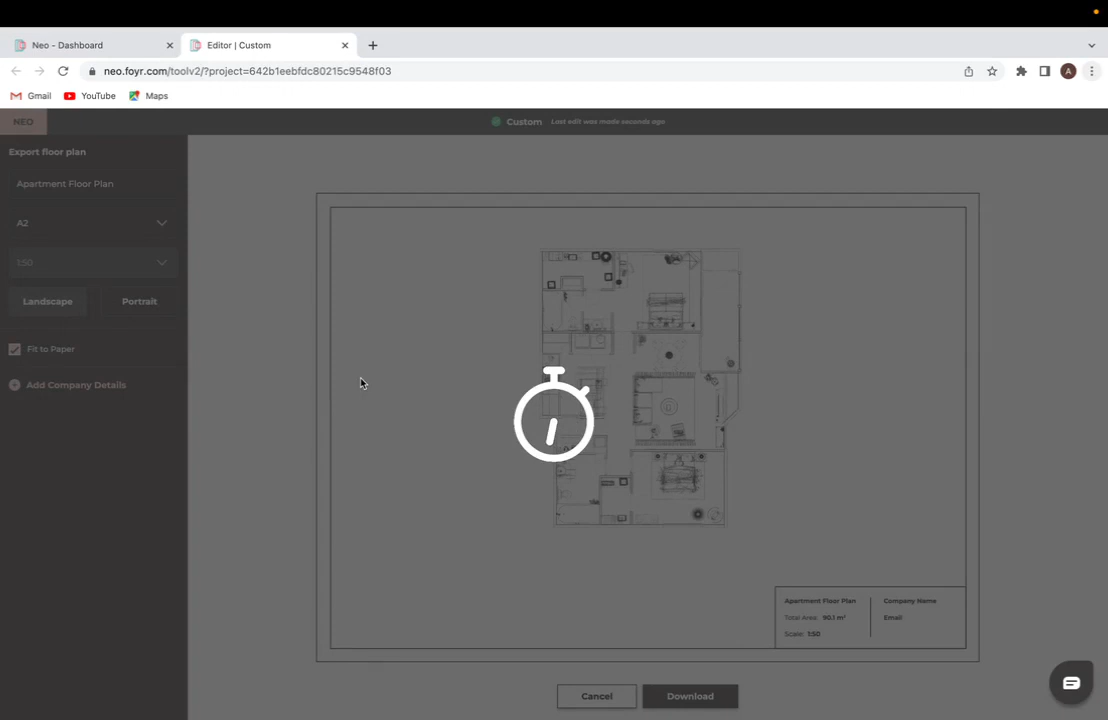 Neo - Dashboard
Editor | Custom
neo.foyr.com/toolv2/?project=642b1eebfdc80215c9548f03
A
Gmail
YouTube
Maps
NEO
Custom
Last edit was made seconds ago
Export floor plan
Apartment Floor Plan
A2
1:50
Landscape
Portrait
Fit to Paper
Add Company Details
Apartment Floor Plan
Company Name
Total Area: 90.1 m²
Email
Scale: 1:50
Cancel
Download